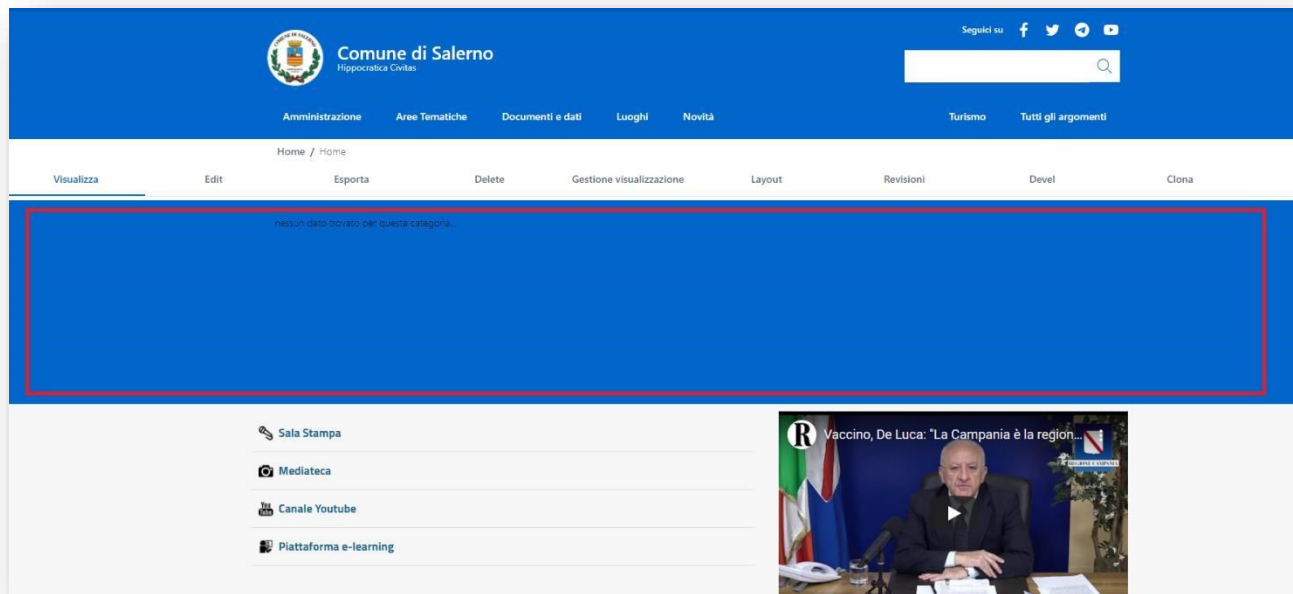 Seguici su
Comune di Salerno
Hippocratica Civitas
Amministrazione Aree Tematiche Documenti e dati Luoghi Novità Turismo Tutti gli argomenti
Home / Home
Visualizza Edit Esporta Delete Gestione visualizzazione Layout Revisioni Devel Clona
nessun dato trovato per questa categoria.
Sala Stampa
Mediateca
Canale Youtube
Piattaforma e-learning
R Vaccino, De Luca: "La Campania è la region...
REGIONE CAMPANIA